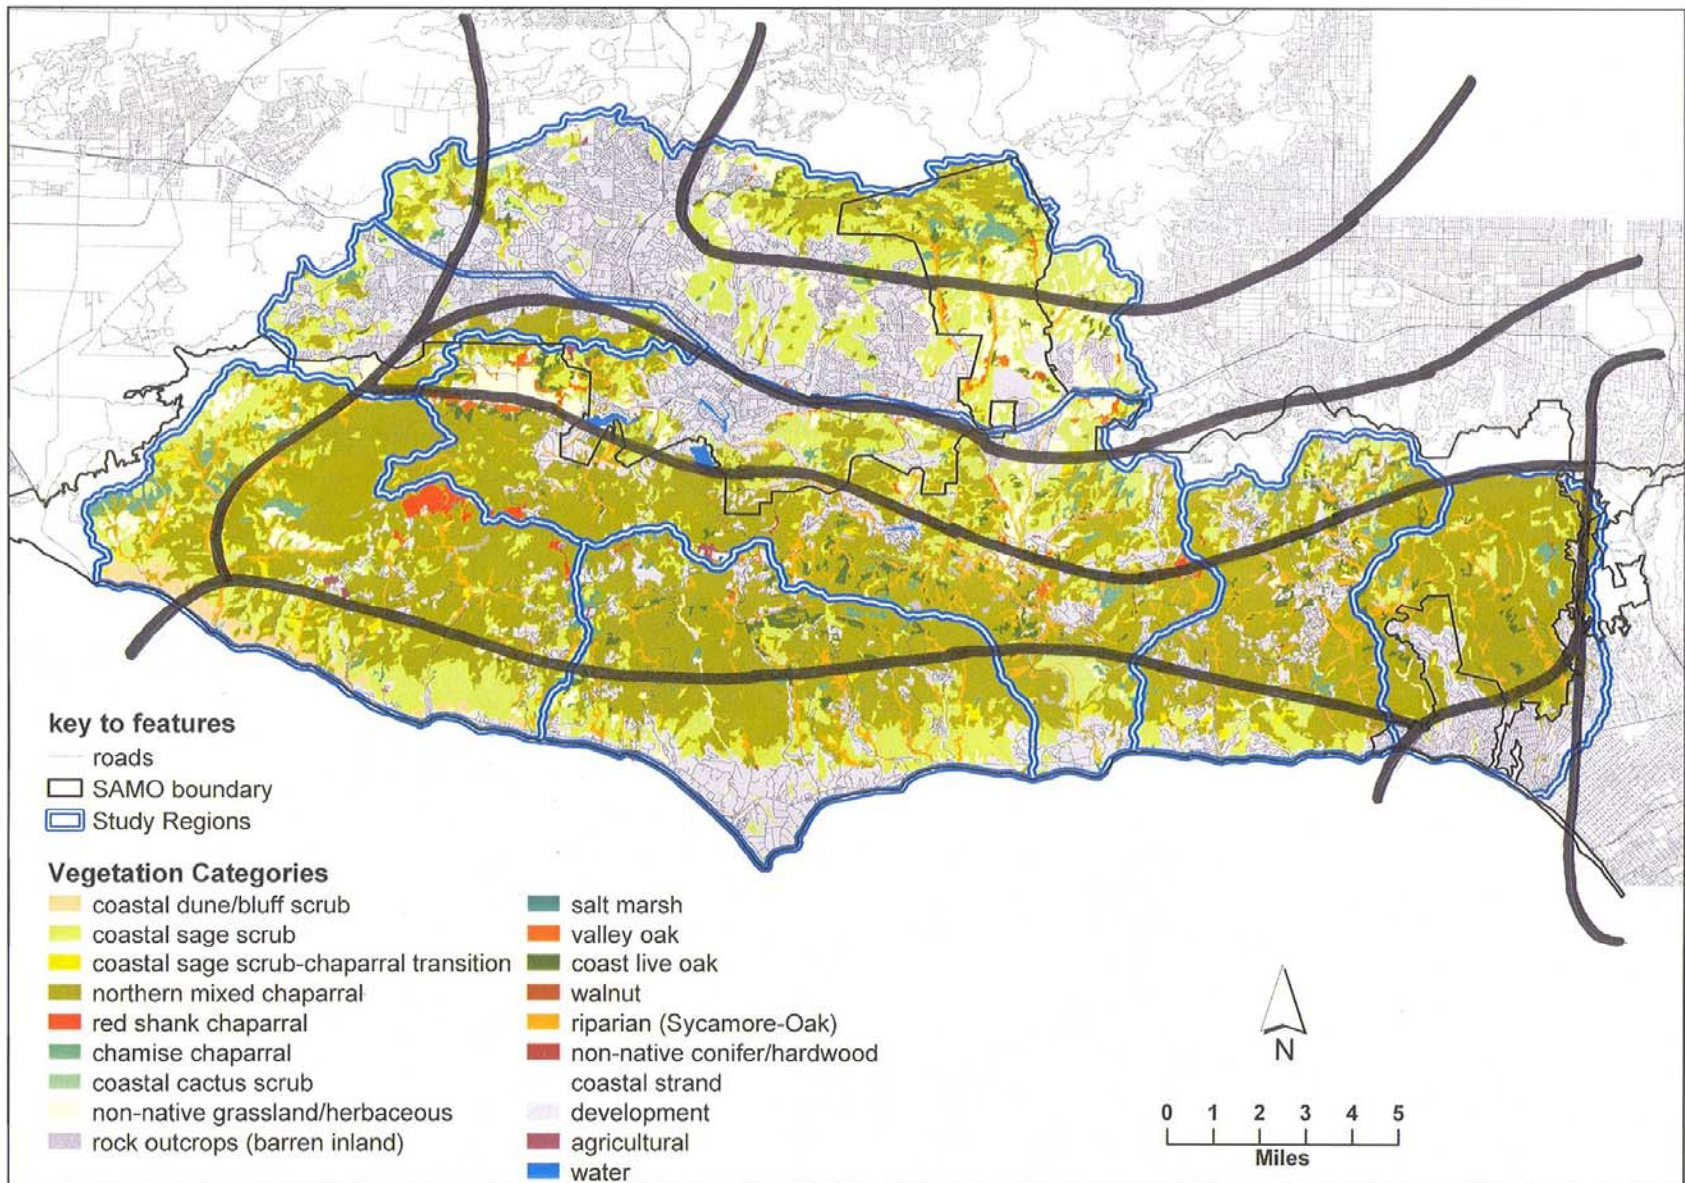 key to features
roads
SAMO boundary
Study Regions
Vegetation Categories
coastal dune/bluff scrub
coastal sage scrub
coastal sage scrub-chaparral transition
northern mixed chaparral
red shank chaparral
chamise chaparral
coastal cactus scrub
non-native grassland/herbaceous
rock outcrops (barren inland)
salt marsh
valley oak
coast live oak
walnut
riparian (Sycamore-Oak)
non-native conifer/hardwood
coastal strand
development
agricultural
water
N
0 1 2 3 4 5
Miles